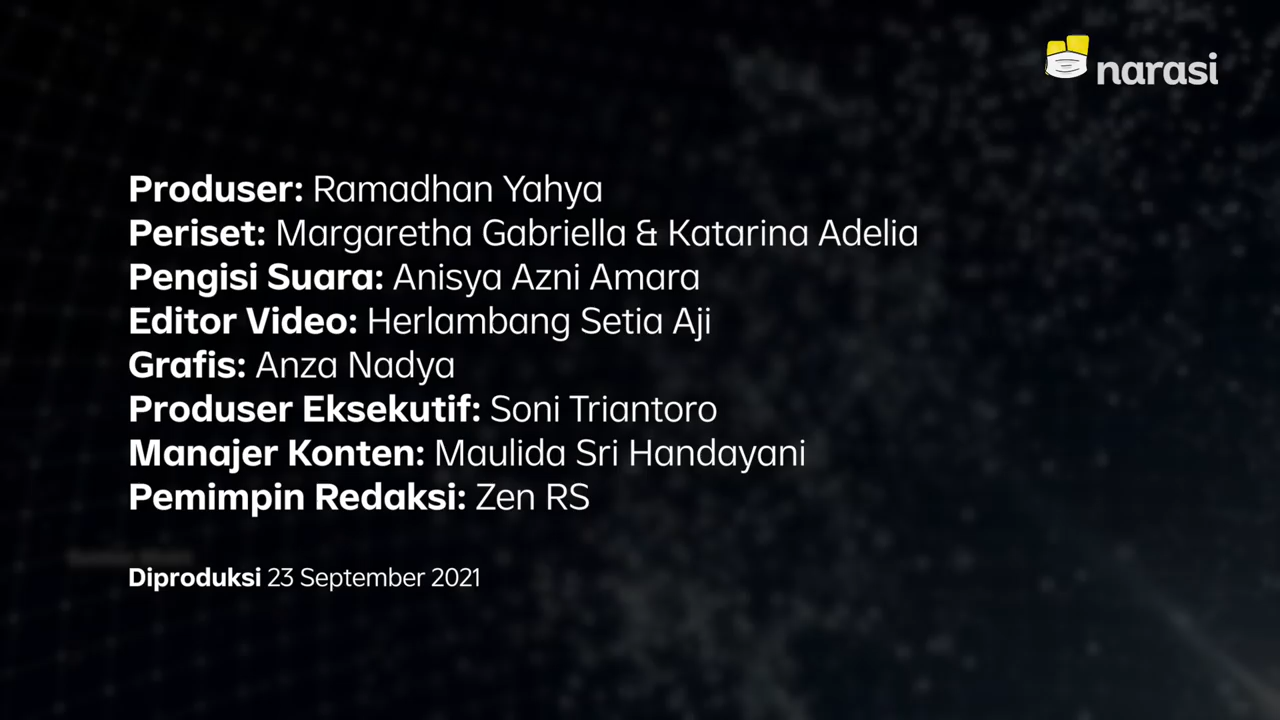 narasi
Produser: Ramadhan Yahya
Periset: Margaretha Gabriella & Katarina Adelia
Pengisi Suara: Anisya Azni Amara
Editor Video: Herlambang Setia Aji
Grafis: Anza Nadya
Produser Eksekutif: Soni Triantoro
Manajer Konten: Maulida Sri Handayani
Pemimpin Redaksi: Zen RS
Diproduksi 23 September 2021